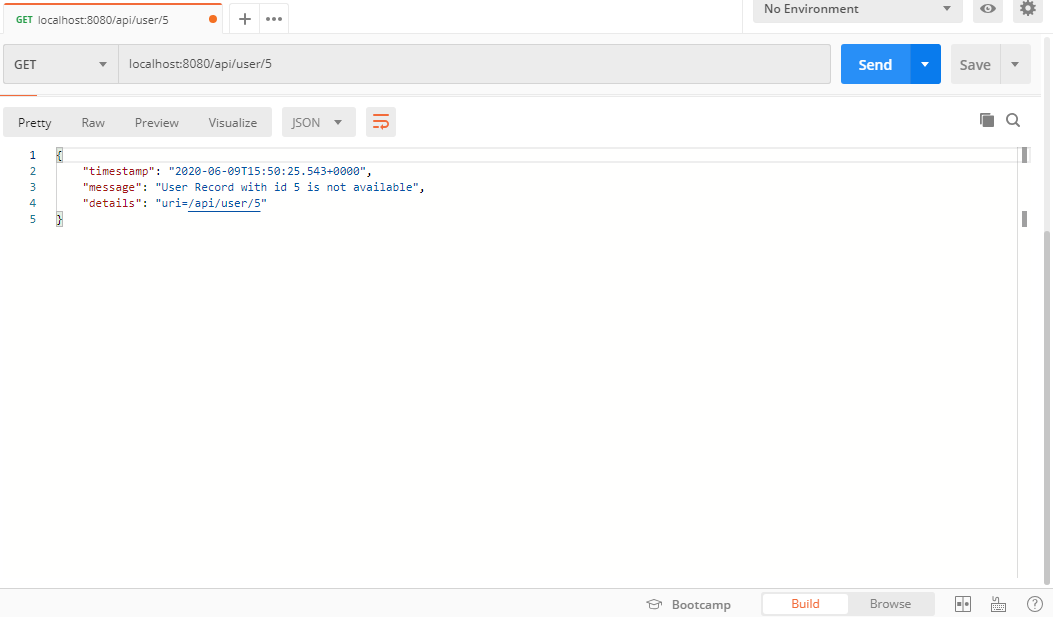 GET localhost:8080/api/user/5
No Environment
GET localhost:8080/api/user/5 Send Save
Pretty Raw Preview Visualize JSON
1 {
2 "timestamp": "2020-06-09T15:50:25.543+0000",
3 "message": "User Record with id 5 is not available",
4 "details": "uri=/api/user/5"
5 }
Bootcamp Build Browse